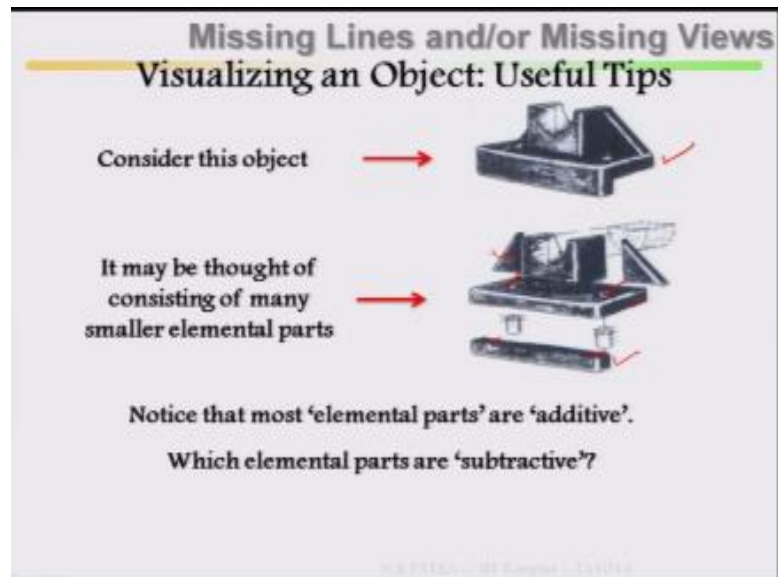 Missing Lines and/or Missing Views
Visualizing an Object: Useful Tips
Consider this object
It may be thought of
consisting of many
smaller elemental parts
Notice that most ‘elemental parts’ are ‘additive’.
Which elemental parts are ‘subtractive’?